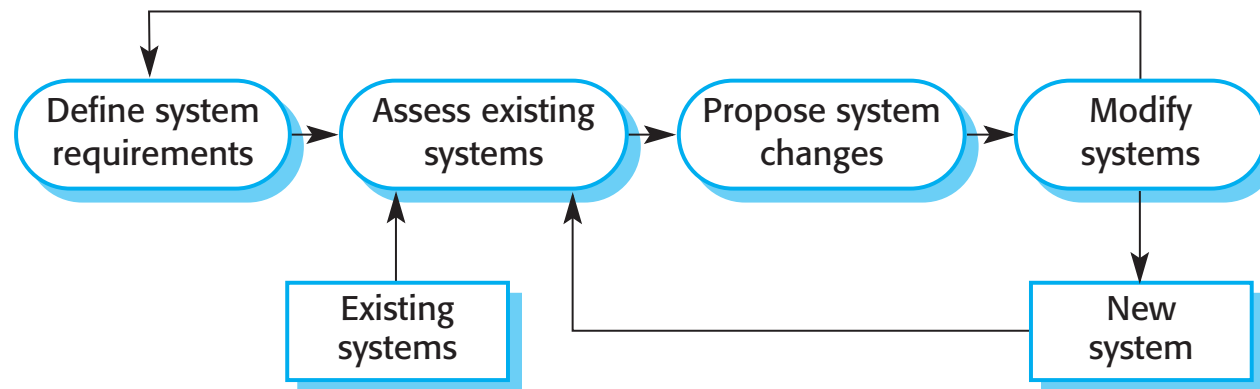 Define system
requirements
Assess existing
systems
Propose system
changes
Modify
systems
Existing
systems
New
system